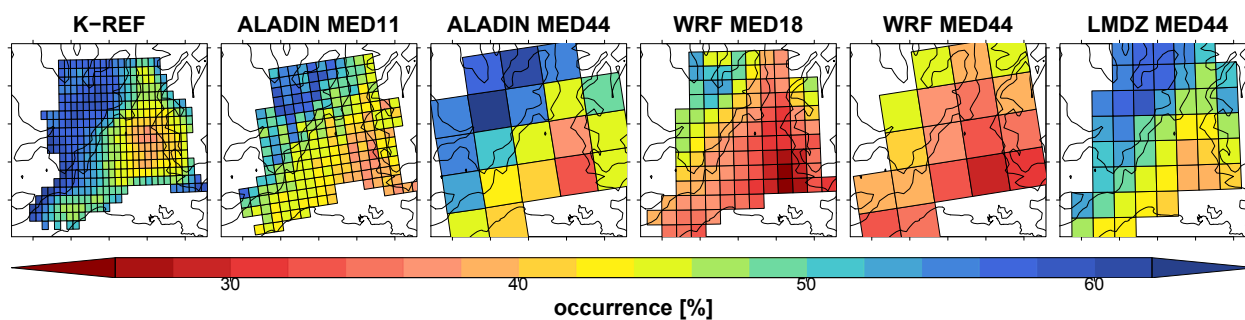 K−REF ALADIN MED11 ALADIN MED44 WRF MED18 WRF MED44 LMDZ MED44
30 40 50 60
occurrence [%]